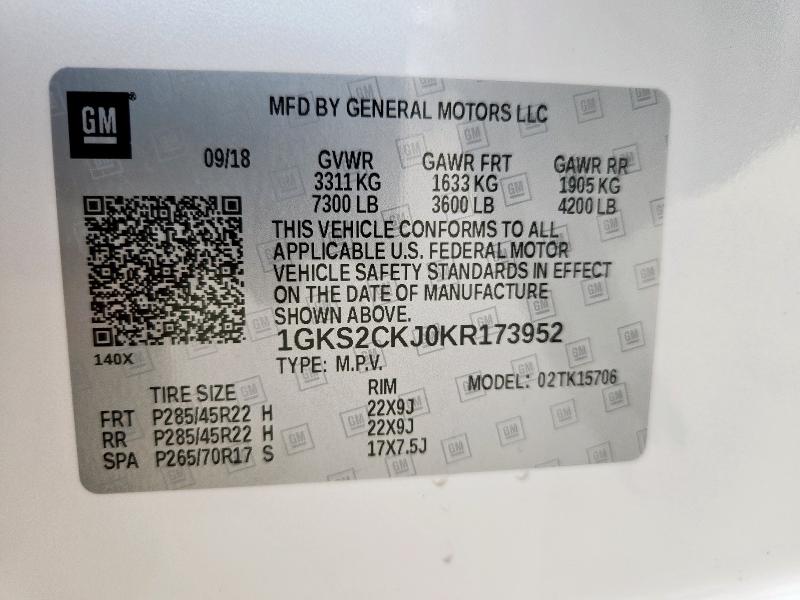 GM
MFD BY GENERAL MOTORS LLC
09/18 GVWR GAWR FRT GAWR RR
3311 KG 1633 KG 1905 KG
7300 LB 3600 LB 4200 LB
THIS VEHICLE CONFORMS TO ALL
APPLICABLE U.S. FEDERAL MOTOR
VEHICLE SAFETY STANDARDS IN EFFECT
ON THE DATE OF MANUFACTURE
SHOWN ABOVE.
1GKS2CKJ0KR173952
140X
TYPE: M.P.V.
MODEL: 02TK15706
TIRE SIZE RIM
FRT P285/45R22 H 22X9J
RR P285/45R22 H 22X9J
SPA P265/70R17 S 17X7.5J